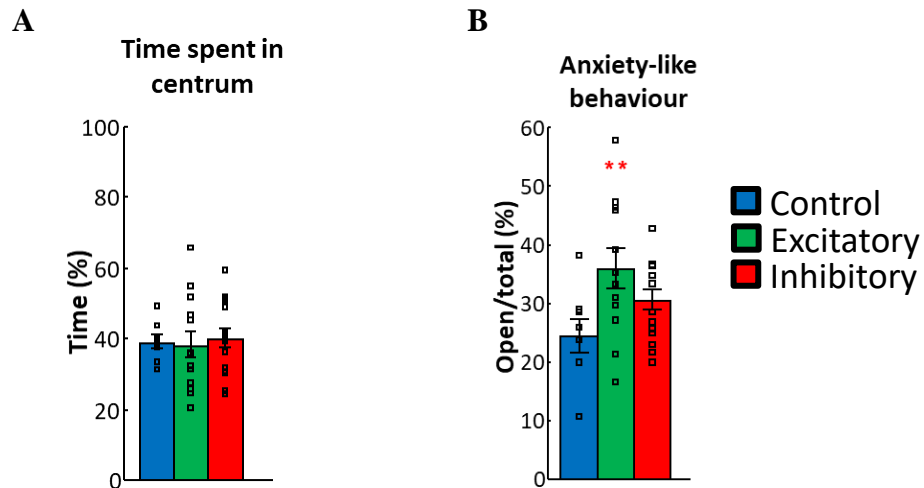 A
Time spent in
centrum
Time (%)
100
80
60
40
20
0
B
Anxiety-like
behaviour
Open/total (%)
60
50
40
30
20
10
0
**
Control
Excitatory
Inhibitory